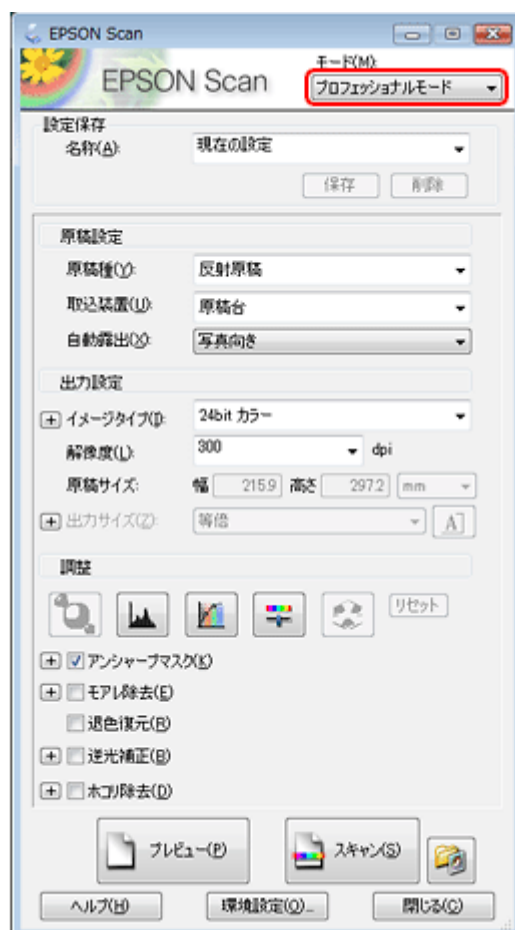 EPSON Scan
モード(M):
EPSON Scan
プロフェッショナルモード
設定保存
名称(A): 現在の設定
保存 削除
原稿設定
原稿種(Y): 反射原稿
取込装置(U): 原稿台
自動露出(X): 写真向き
出力設定
イメージタイプ(I): 24bit カラー
解像度(L): 300 dpi
原稿サイズ: 幅 215.9 高さ 297.2 mm
出力サイズ(Z): 等倍
調整
リセット
アンシャープマスク(K)
モアレ除去(E)
退色復元(R)
逆光補正(B)
ホコリ除去(D)
プレビュー(P) スキャン(S)
ヘルプ(H) 環境設定(O)... 閉じる(C)